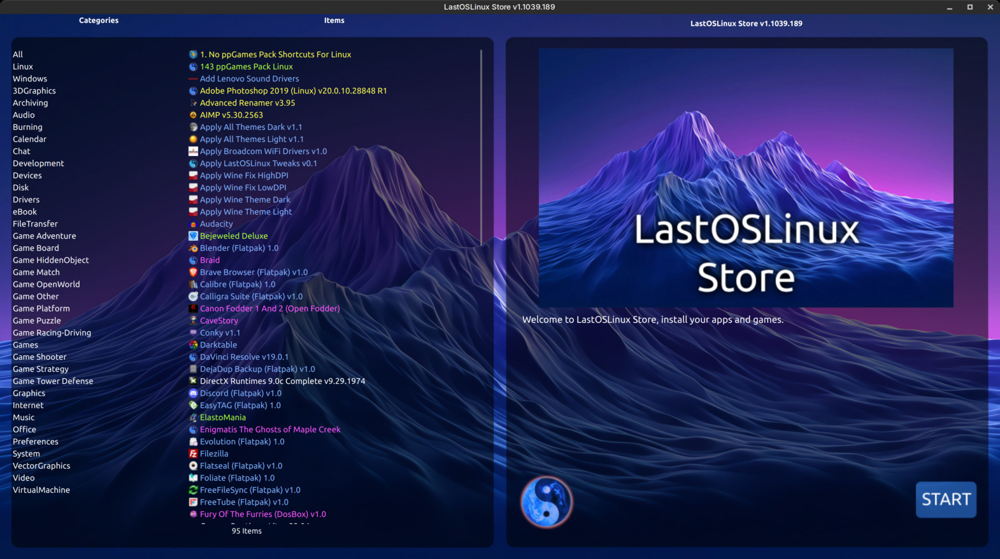 LastOSLinux Store v1.1039.189
Categories
Items
LastOSLinux Store v1.1039.189
All
Linux
Windows
3DGraphics
Archiving
Audio
Burning
Calendar
Chat
Development
Devices
Disk
Drivers
eBook
FileTransfer
Game Adventure
Game Board
Game HiddenObject
Game Match
Game OpenWorld
Game Other
Game Platform
Game Puzzle
Game Racing-Driving
Games
Game Shooter
Game Strategy
Game Tower Defense
Graphics
Internet
Music
Office
Preferences
System
VectorGraphics
Video
VirtualMachine
1. No ppGames Pack Shortcuts For Linux
143 ppGames Pack Linux
Add Lenovo Sound Drivers
Adobe Photoshop 2019 (Linux) v20.0.10.28848 R1
Advanced Renamer v3.95
AIMP v5.30.2563
Apply All Themes Dark v1.1
Apply All Themes Light v1.1
Apply Broadcom WiFi Drivers v1.0
Apply LastOSLinux Tweaks v0.1
Apply Wine Fix HighDPI
Apply Wine Fix LowDPI
Apply Wine Theme Dark
Apply Wine Theme Light
Audacity
Bejeweled Deluxe
Blender (Flatpak) 1.0
Braid
Brave Browser (Flatpak) v1.0
Calibre (Flatpak) 1.0
Calligra Suite (Flatpak) v1.0
Canon Fodder 1 And 2 (Open Fodder)
CaveStory
Conky v1.1
Darktable
DaVinci Resolve v19.0.1
DejaDup Backup (Flatpak) v1.0
DirectX Runtimes 9.0c Complete v9.29.1974
Discord (Flatpak) v1.0
EasyTAG (Flatpak) 1.0
ElastoMania
Enigmatis The Ghosts of Maple Creek
Evolution (Flatpak) 1.0
Filezilla
Flatseal (Flatpak) v1.0
Foliate (Flatpak) 1.0
FreeFileSync (Flatpak) v1.0
FreeTube (Flatpak) v1.0
Fury Of The Furries (DosBox) v1.0
95 Items
LastOSLinux
Store
Welcome to LastOSLinux Store, install your apps and games.
START